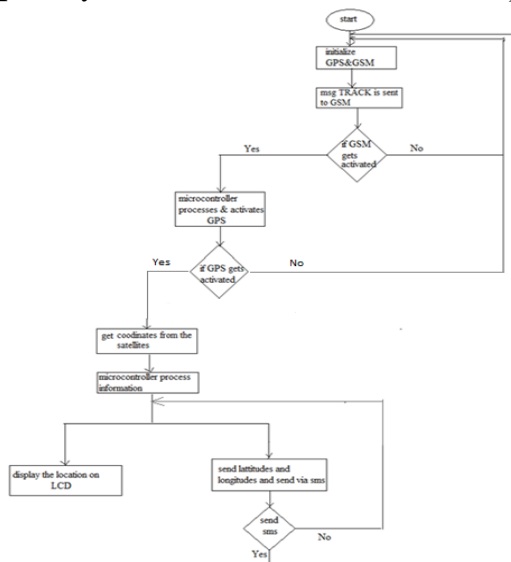 start
initialize
GPS&GSM
msg TRACK is sent
to GSM
if GSM
gets
activated
Yes
No
microcontroller
processes & activates
GPS
if GPS gets
activated
Yes
No
get coodinates from the
satellites
microcontroller process
information
display the location on
LCD
send lattitudes and
longitudes and send via sms
send
sms
No
Yes